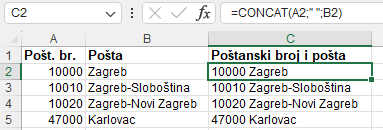 C2 fx =CONCAT(A2;" ";B2)
A B C
1 Pošt. br. Pošta Poštanski broj i pošta
2 10000 Zagreb 10000 Zagreb
3 10010 Zagreb-Sloboština 10010 Zagreb-Sloboština
4 10020 Zagreb-Novi Zagreb 10020 Zagreb-Novi Zagreb
5 47000 Karlovac 47000 Karlovac